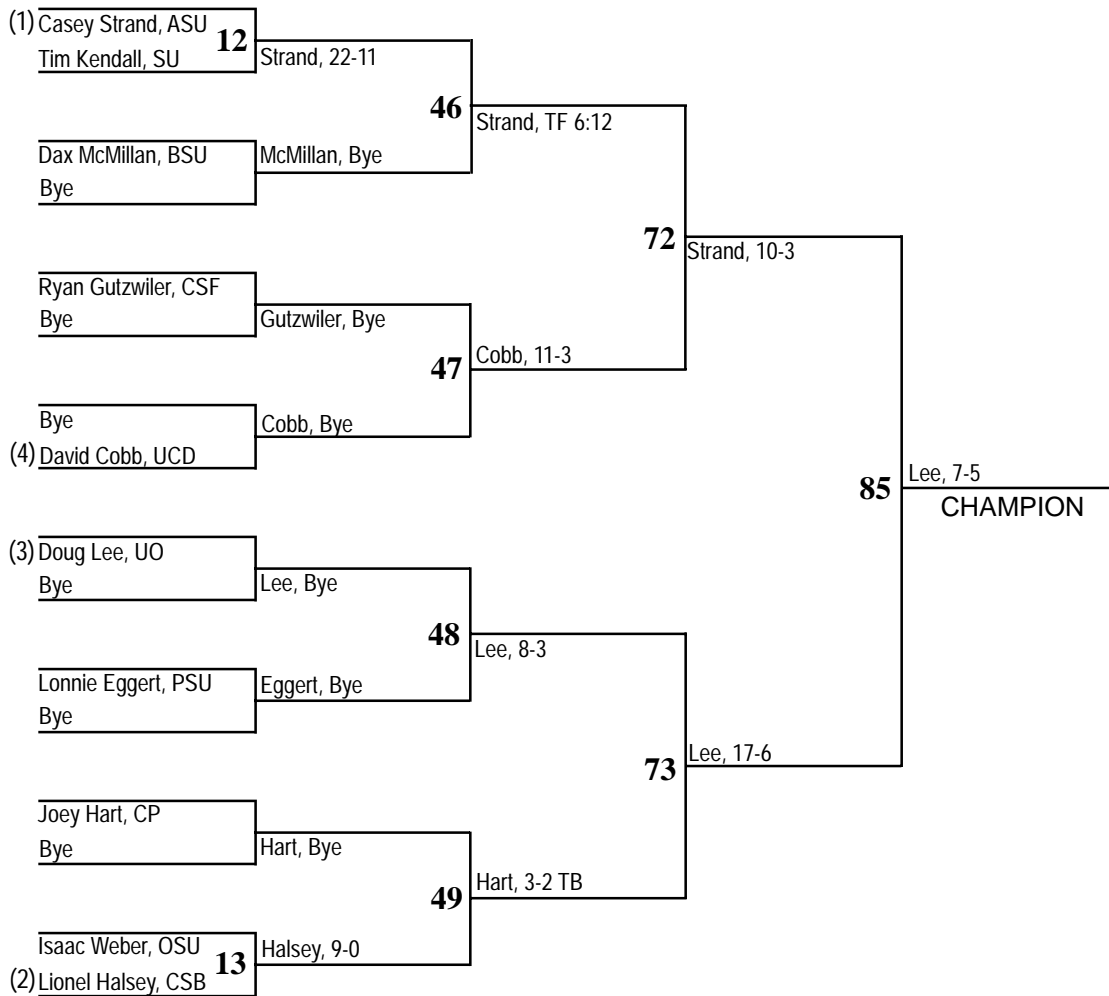 (1) Casey Strand, ASU
Tim Kendall, SU
12
Strand, 22-11
46
Strand, TF 6:12
Dax McMillan, BSU
Bye
McMillan, Bye
72
Strand, 10-3
Ryan Gutzwiler, CSF
Bye
Gutzwiler, Bye
47
Cobb, 11-3
Bye
(4) David Cobb, UCD
Cobb, Bye
85
Lee, 7-5
CHAMPION
(3) Doug Lee, UO
Bye
Lee, Bye
48
Lee, 8-3
Lonnie Eggert, PSU
Bye
Eggert, Bye
73
Lee, 17-6
Joey Hart, CP
Bye
Hart, Bye
49
Hart, 3-2 TB
Isaac Weber, OSU
(2) Lionel Halsey, CSB
13
Halsey, 9-0